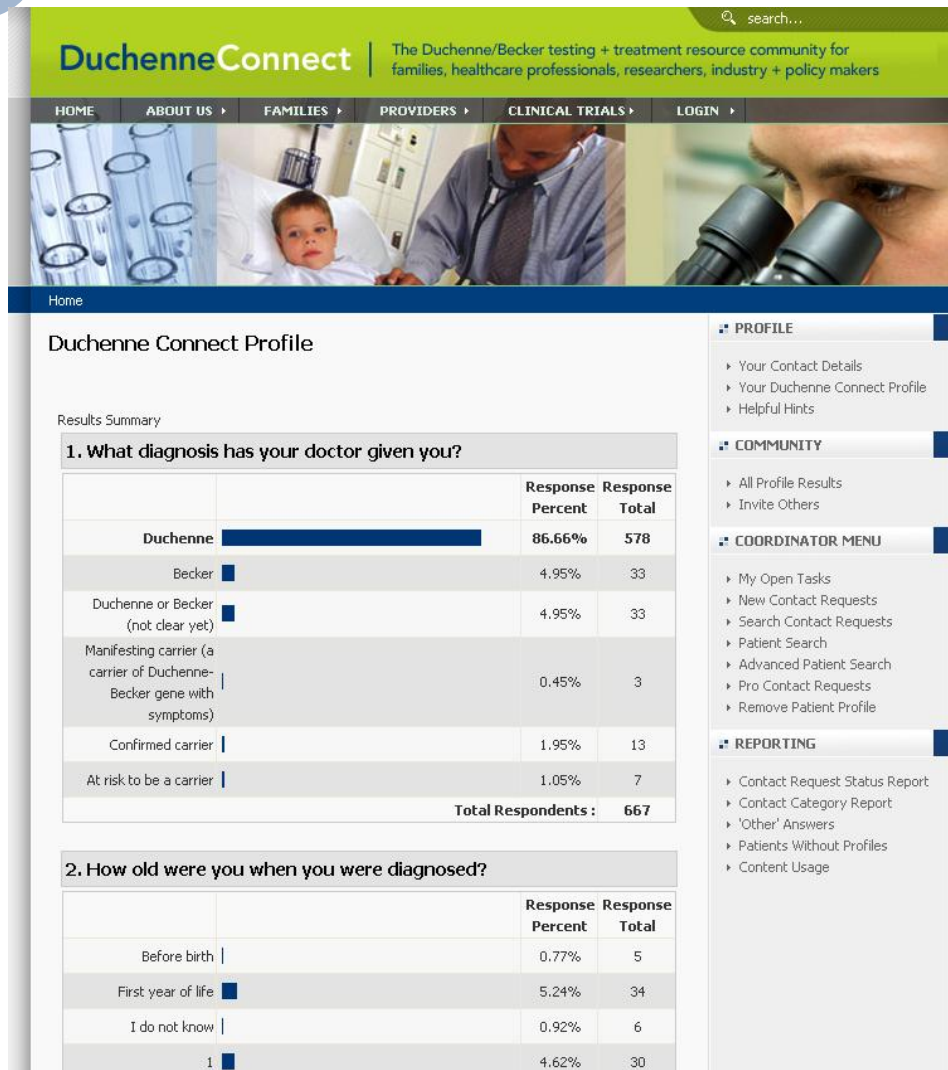 search...
DuchenneConnect
The Duchenne/Becker testing + treatment resource community for
families, healthcare professionals, researchers, industry + policy makers
HOME ABOUT US FAMILIES PROVIDERS CLINICAL TRIALS LOGIN
Home
Duchenne Connect Profile
Results Summary
1. What diagnosis has your doctor given you?
Response Response
Percent Total
Duchenne 86.66% 578
Becker 4.95% 33
Duchenne or Becker
(not clear yet) 4.95% 33
Manifesting carrier (a
carrier of Duchenne-
Becker gene with
symptoms) 0.45% 3
Confirmed carrier 1.95% 13
At risk to be a carrier 1.05% 7
Total Respondents : 667
2. How old were you when you were diagnosed?
Response Response
Percent Total
Before birth 0.77% 5
First year of life 5.24% 34
I do not know 0.92% 6
1 4.62% 30
PROFILE
Your Contact Details
Your Duchenne Connect Profile
Helpful Hints
COMMUNITY
All Profile Results
Invite Others
COORDINATOR MENU
My Open Tasks
New Contact Requests
Search Contact Requests
Patient Search
Advanced Patient Search
Pro Contact Requests
Remove Patient Profile
REPORTING
Contact Request Status Report
Contact Category Report
'Other' Answers
Patients Without Profiles
Content Usage